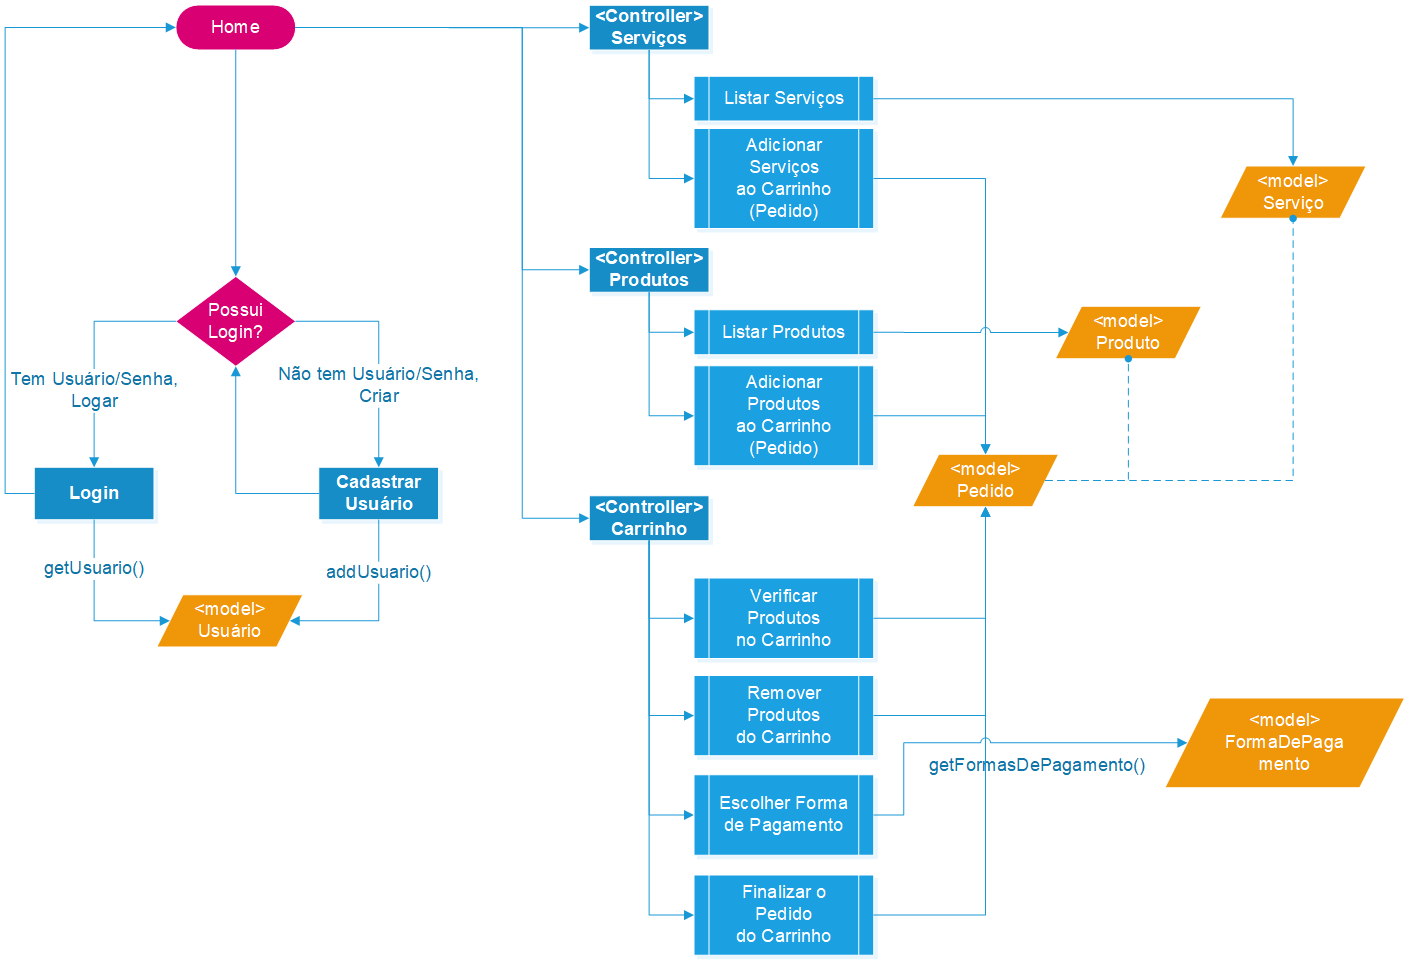 Home
<Controller>
Serviços
Listar Serviços
Adicionar
Serviços
ao Carrinho
(Pedido)
<model>
Serviço
<Controller>
Produtos
Possui
Login?
Listar Produtos
<model>
Produto
Tem Usuário/Senha,
Logar
Não tem Usuário/Senha,
Criar
Adicionar
Produtos
ao Carrinho
(Pedido)
<model>
Pedido
Login
Cadastrar
Usuário
<Controller>
Carrinho
getUsuario()
addUsuario()
<model>
Usuário
Verificar
Produtos
no Carrinho
Remover
Produtos
do Carrinho
<model>
FormaDePaga
mento
getFormasDePagamento()
Escolher Forma
de Pagamento
Finalizar o
Pedido
do Carrinho